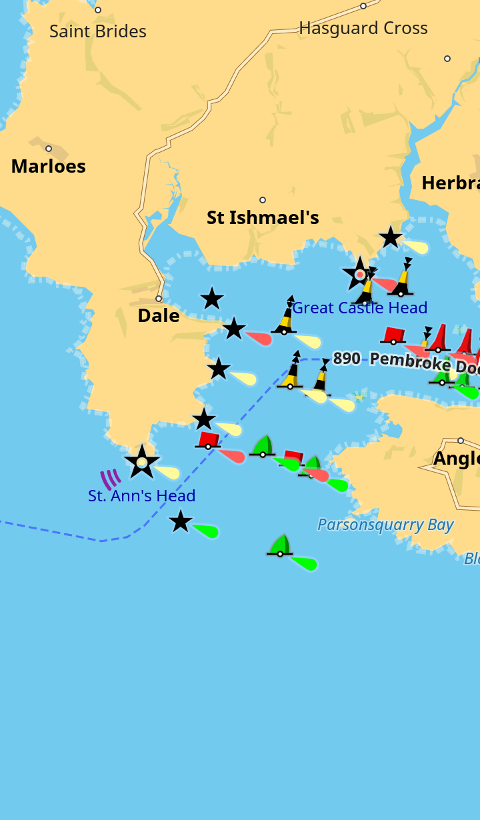 Saint Brides
Hasguard Cross
Marloes
Herbra
St Ishmael's
Great Castle Head
Dale
890 Pembroke Doc
Angle
St. Ann's Head
Parsonsquarry Bay
Blo